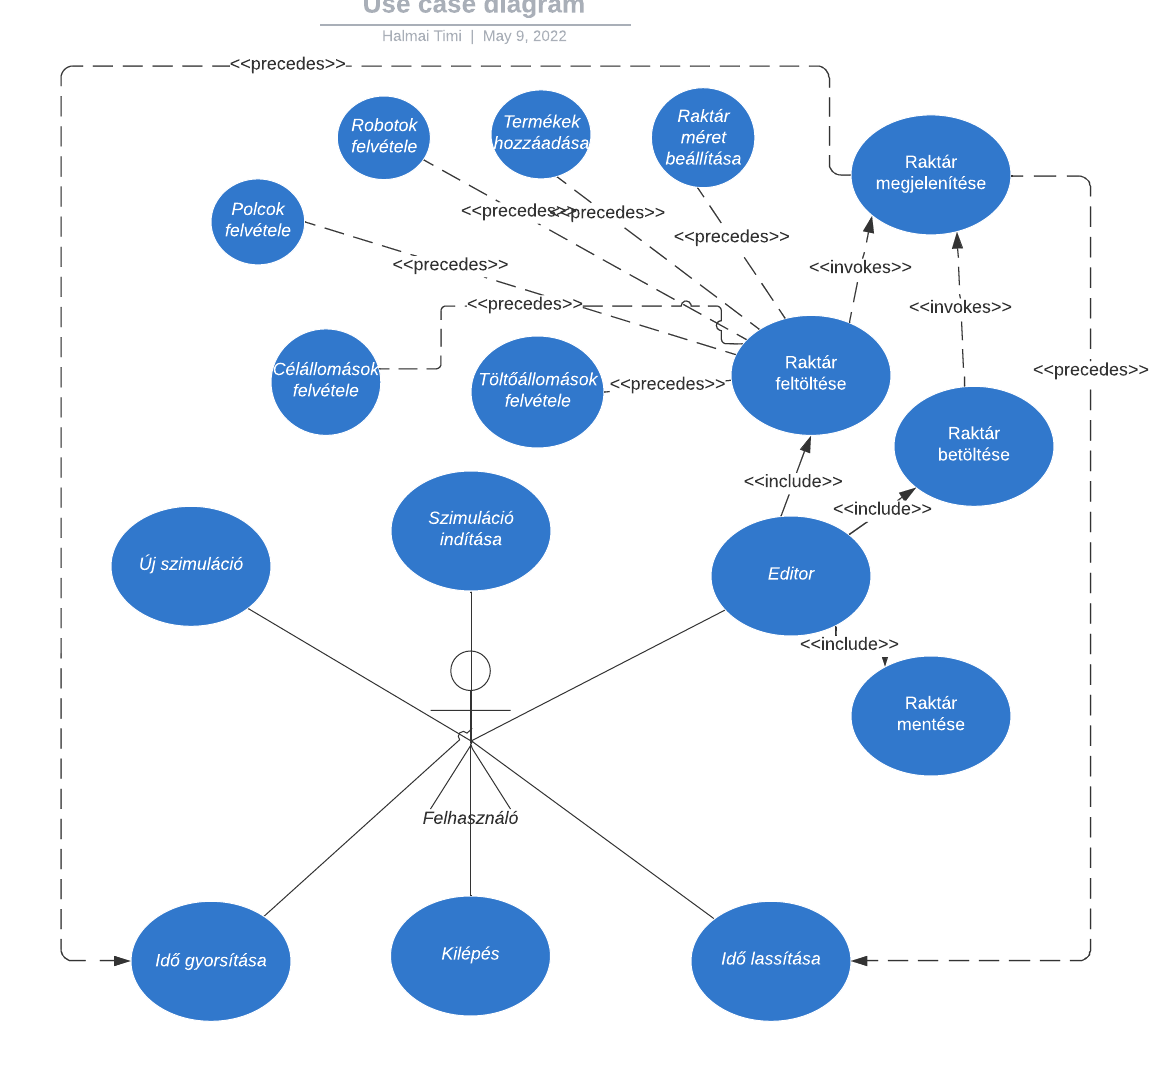 Use case diagram
Halmai Timi | May 9, 2022
<<precedes>>
Robotok
felvétele
Termékek
hozzáadása
Raktár
méret
beállítása
Raktár
megjelenítése
Polcok
felvétele
<<precedes>>
<<precedes>>
<<precedes>>
<<precedes>>
<<invokes>>
<<precedes>>
<<invokes>>
Célállomások
felvétele
Töltőállomások
felvétele
<<precedes>>
Raktár
feltöltése
<<precedes>>
Raktár
betöltése
<<include>>
<<include>>
Szimuláció
indítása
Új szimuláció
Editor
<<include>>
Raktár
mentése
Felhasználó
Idő gyorsítása
Kilépés
Idő lassítása